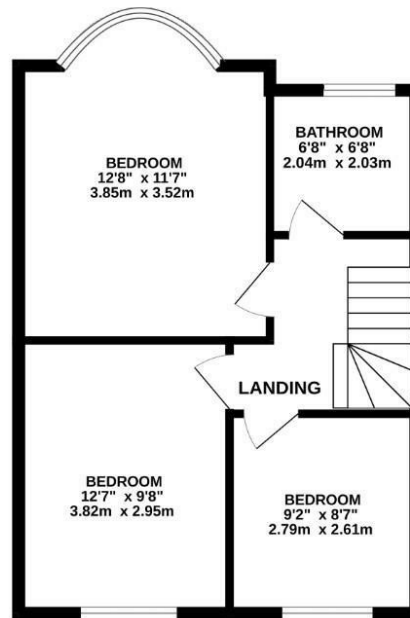 BEDROOM
12'8" x 11'7"
3.85m x 3.52m
BATHROOM
6'8" x 6'8"
2.04m x 2.03m
LANDING
BEDROOM
12'7" x 9'8"
3.82m x 2.95m
BEDROOM
9'2" x 8'7"
2.79m x 2.61m